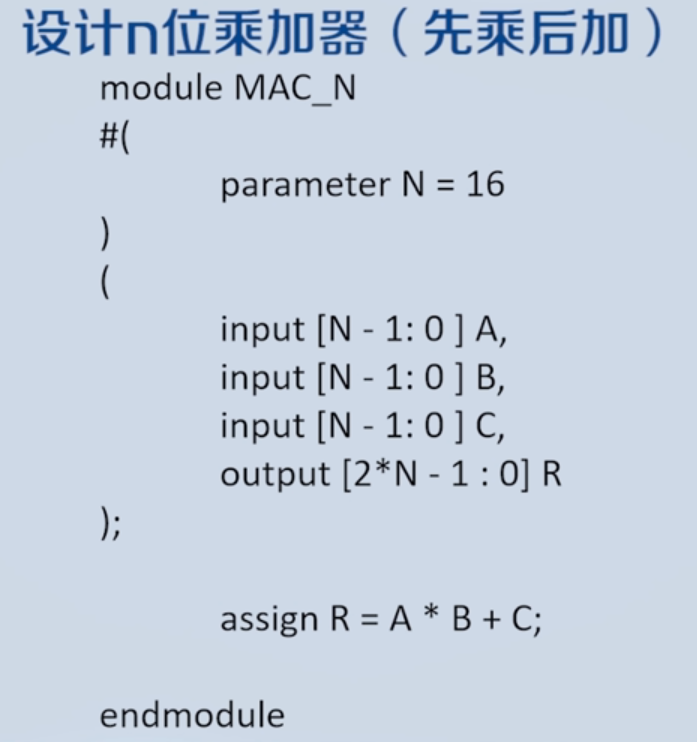 设计n位乘加器（先乘后加）
module MAC_N
#(
parameter N = 16
)
(
input [N - 1: 0 ] A,
input [N - 1: 0 ] B,
input [N - 1: 0 ] C,
output [2*N - 1 : 0] R
);
assign R = A * B + C;
endmodule